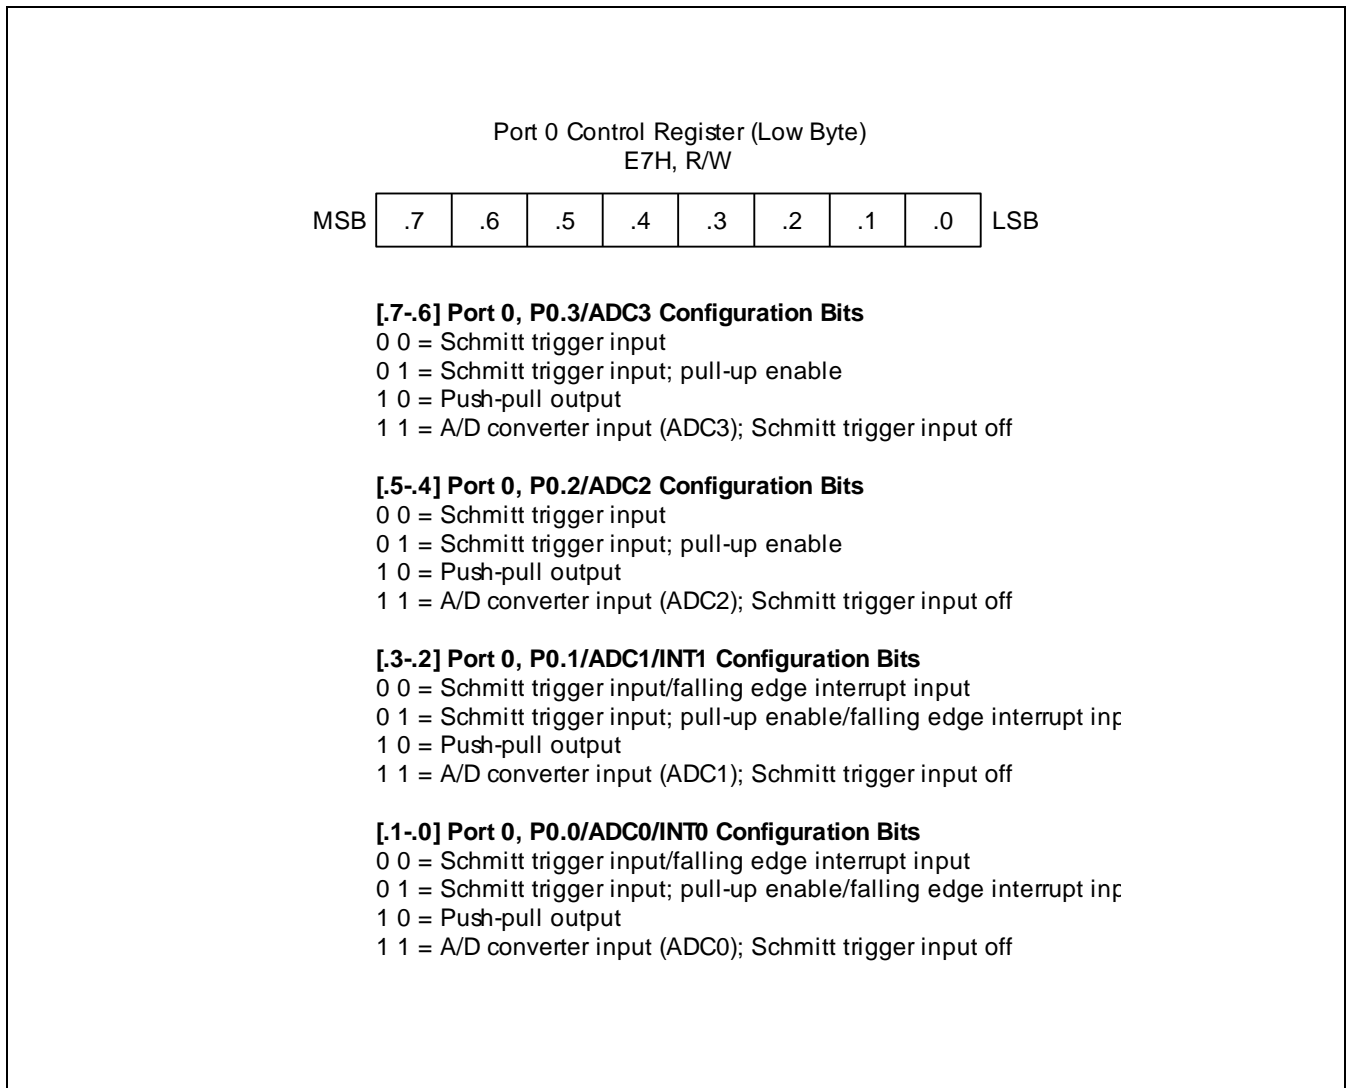 Port 0 Control Register (Low Byte)
E7H, R/W
MSB .7 .6 .5 .4 .3 .2 .1 .0 LSB
[.7-.6] Port 0, P0.3/ADC3 Configuration Bits
0 0 = Schmitt trigger input
0 1 = Schmitt trigger input; pull-up enable
1 0 = Push-pull output
1 1 = A/D converter input (ADC3); Schmitt trigger input off
[.5-.4] Port 0, P0.2/ADC2 Configuration Bits
0 0 = Schmitt trigger input
0 1 = Schmitt trigger input; pull-up enable
1 0 = Push-pull output
1 1 = A/D converter input (ADC2); Schmitt trigger input off
[.3-.2] Port 0, P0.1/ADC1/INT1 Configuration Bits
0 0 = Schmitt trigger input/falling edge interrupt input
0 1 = Schmitt trigger input; pull-up enable/falling edge interrupt
1 0 = Push-pull output
1 1 = A/D converter input (ADC1); Schmitt trigger input off
[.1-.0] Port 0, P0.0/ADC0/INT0 Configuration Bits
0 0 = Schmitt trigger input/falling edge interrupt input
0 1 = Schmitt trigger input; pull-up enable/falling edge interrupt
1 0 = Push-pull output
1 1 = A/D converter input (ADC0); Schmitt trigger input off